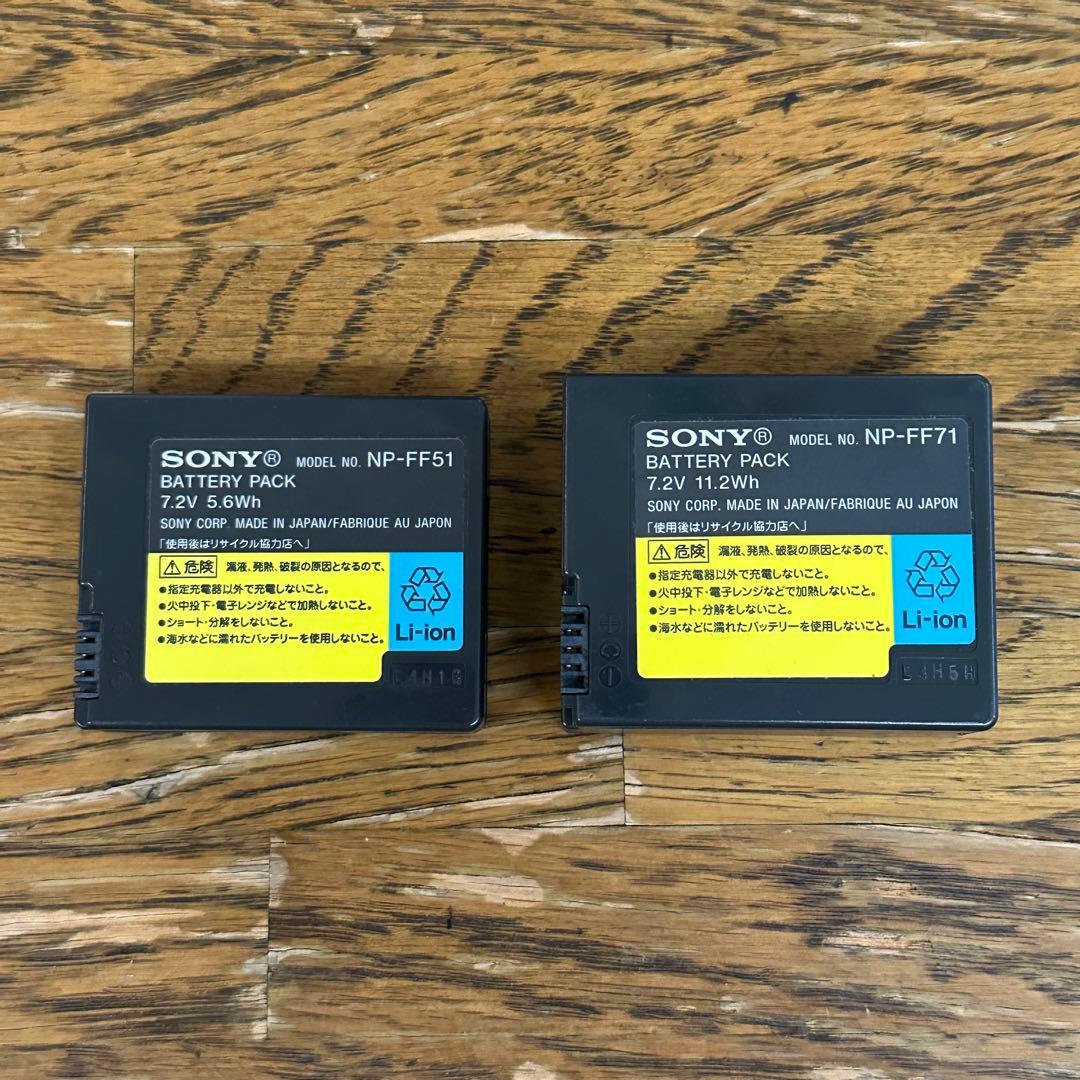 SONY® MODEL NO. NP-FF51
BATTERY PACK
7.2V 5.6Wh
SONY CORP. MADE IN JAPAN/FABRIQUE AU JAPON
「使用後はリサイクル協力店へ」
危険 漏液、発熱、破裂の原因となるので、
●指定充電器以外で充電しないこと。
●火中投下・電子レンジなどで加熱しないこと。
●ショート・分解をしないこと。
●海水などに濡れたバッテリーを使用しないこと。
Li-ion
SONY® MODEL NO. NP-FF71
BATTERY PACK
7.2V 11.2Wh
SONY CORP. MADE IN JAPAN/FABRIQUE AU JAPON
「使用後はリサイクル協力店へ」
危険 漏液、発熱、破裂の原因となるので、
●指定充電器以外で充電しないこと。
●火中投下・電子レンジなどで加熱しないこと。
●ショート・分解をしないこと。
●海水などに濡れたバッテリーを使用しないこと。
Li-ion